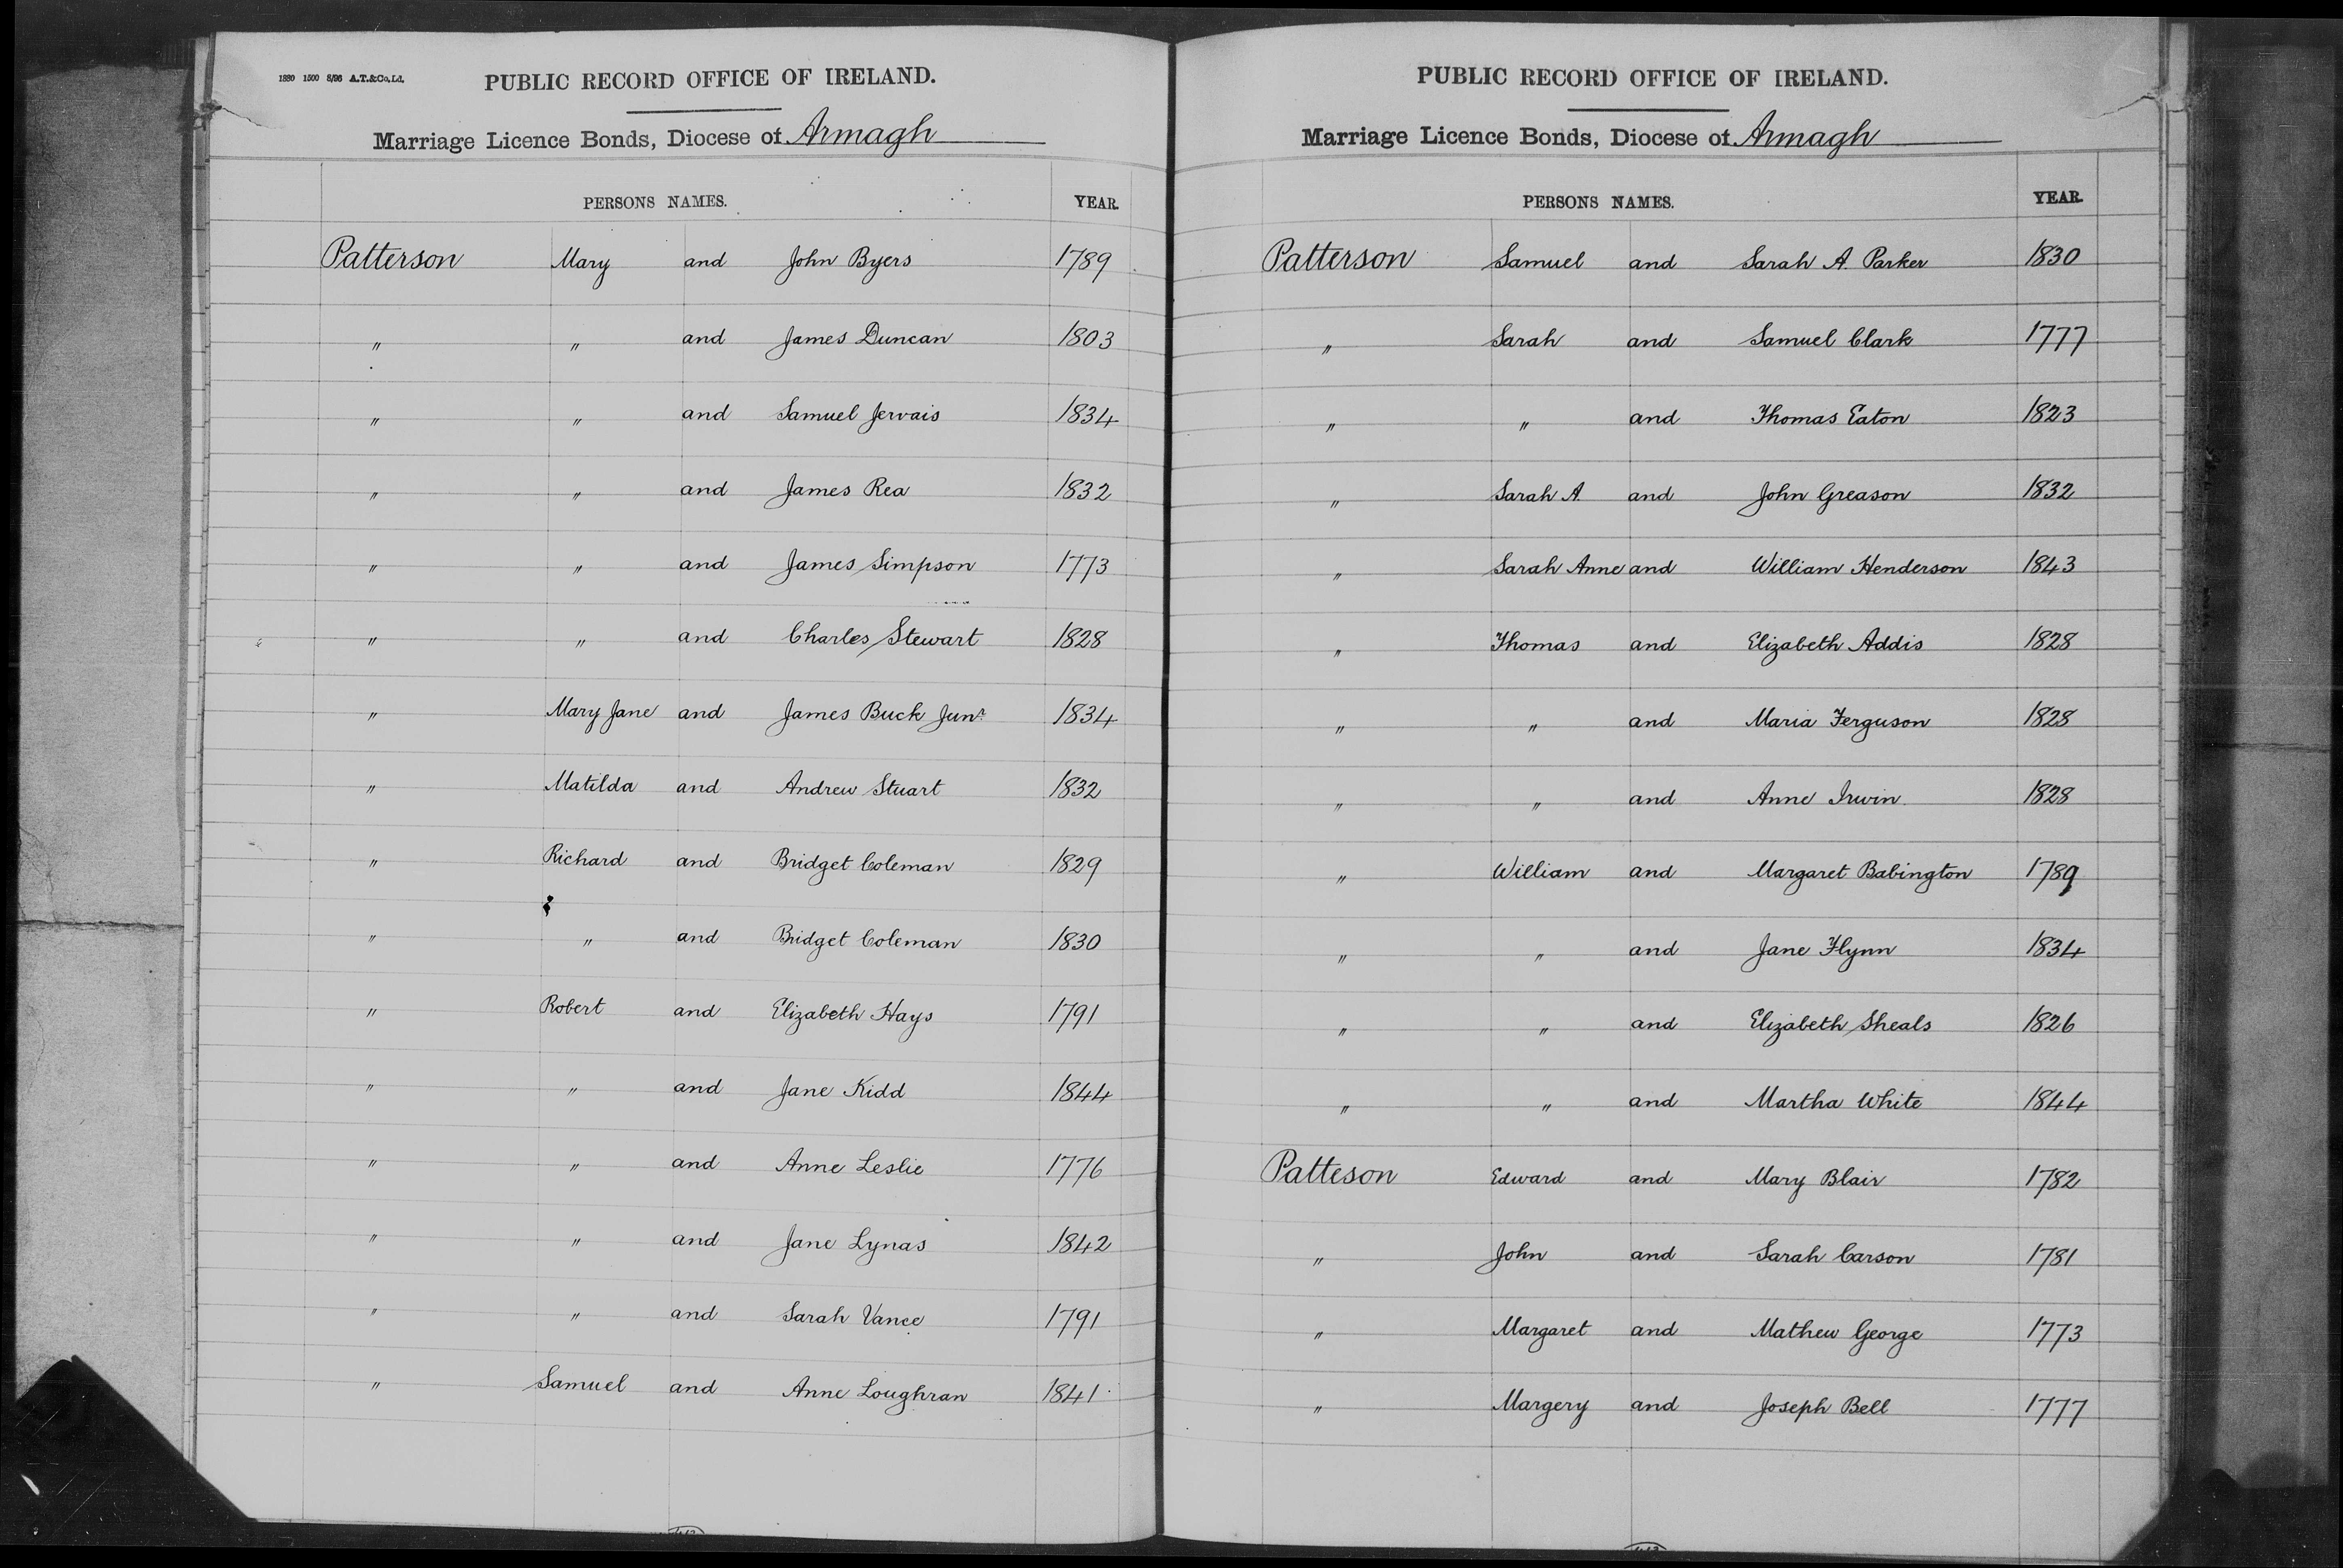 1830 1500 8/96 A.T.&Co.Ld.
PUBLIC RECORD OFFICE OF IRELAND.
Marriage Licence Bonds, Diocese of Armagh
PERSONS NAMES. YEAR.
Patterson Mary and John Byers 1789
" " and James Duncan 1803
" " and Samuel Jervais 1834
" " and James Rea 1832
" " and James Simpson 1773
" " and Charles Stewart 1828
" Mary Jane and James Buck Junr 1834
" Matilda and Andrew Stuart 1832
" Richard and Bridget Coleman 1829
" " and Bridget Coleman 1830
" Robert and Elizabeth Hays 1791
" " and Jane Kidd 1844
" " and Anne Leslie 1776
" " and Jane Lynas 1842
" " and Sarah Vance 1791
" Samuel and Anne Loughran 1841
PUBLIC RECORD OFFICE OF IRELAND.
Marriage Licence Bonds, Diocese of Armagh
PERSONS NAMES. YEAR.
Patterson Samuel and Sarah A. Parker 1830
" Sarah and Samuel Clark 1777
" " and Thomas Eaton 1823
" Sarah A. and John Greason 1832
" Sarah Anne and William Henderson 1843
" Thomas and Elizabeth Addis 1828
" " and Maria Ferguson 1828
" " and Anne Irwin 1828
" William and Margaret Babington 1789
" " and Jane Flynn 1834
" " and Elizabeth Sheals 1826
" " and Martha White 1844
Patteson Edward and Mary Blair 1782
" John and Sarah Carson 1781
" Margaret and Mathew George 1773
" Margery and Joseph Bell 1777